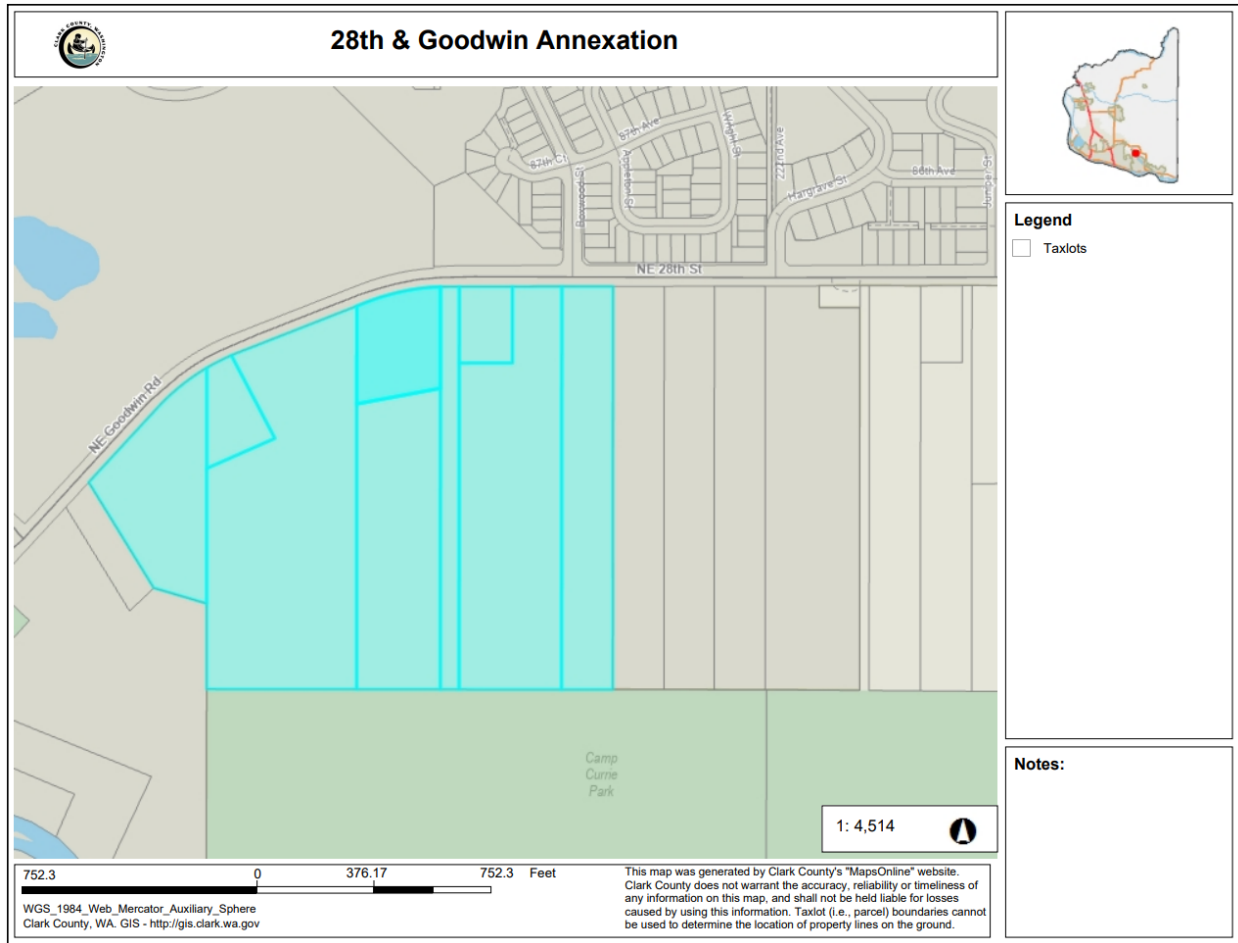 CLARK COUNTY, WASHINGTON
28th & Goodwin Annexation
87th Ave
Wright St
222nd Ave
87th Ct
Appleton St
Boxwood St
Hargrave St
86th Ave
Juniper St
NE 28th St
NE Goodwin Rd
Camp
Currie
Park
1: 4,514
Legend
Taxlots
Notes:
752.3 0 376.17 752.3 Feet
WGS_1984_Web_Mercator_Auxiliary_Sphere
Clark County, WA. GIS - http://gis.clark.wa.gov
This map was generated by Clark County's "MapsOnline" website.
Clark County does not warrant the accuracy, reliability or timeliness of
any information on this map, and shall not be held liable for losses
caused by using this information. Taxlot (i.e., parcel) boundaries cannot
be used to determine the location of property lines on the ground.